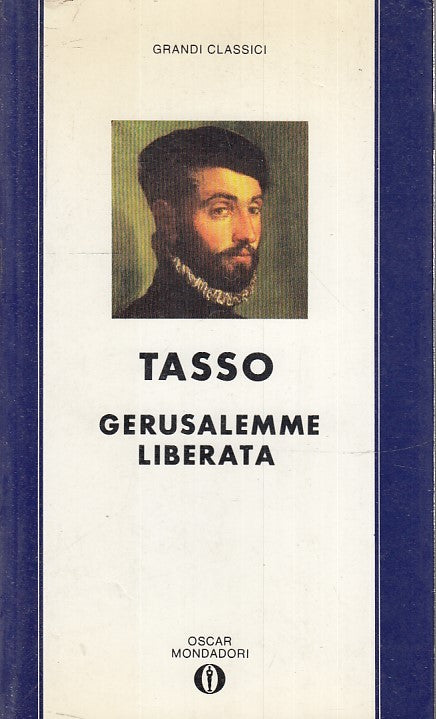 GRANDI CLASSICI
TASSO
GERUSALEMME
LIBERATA
OSCAR
MONDADORI